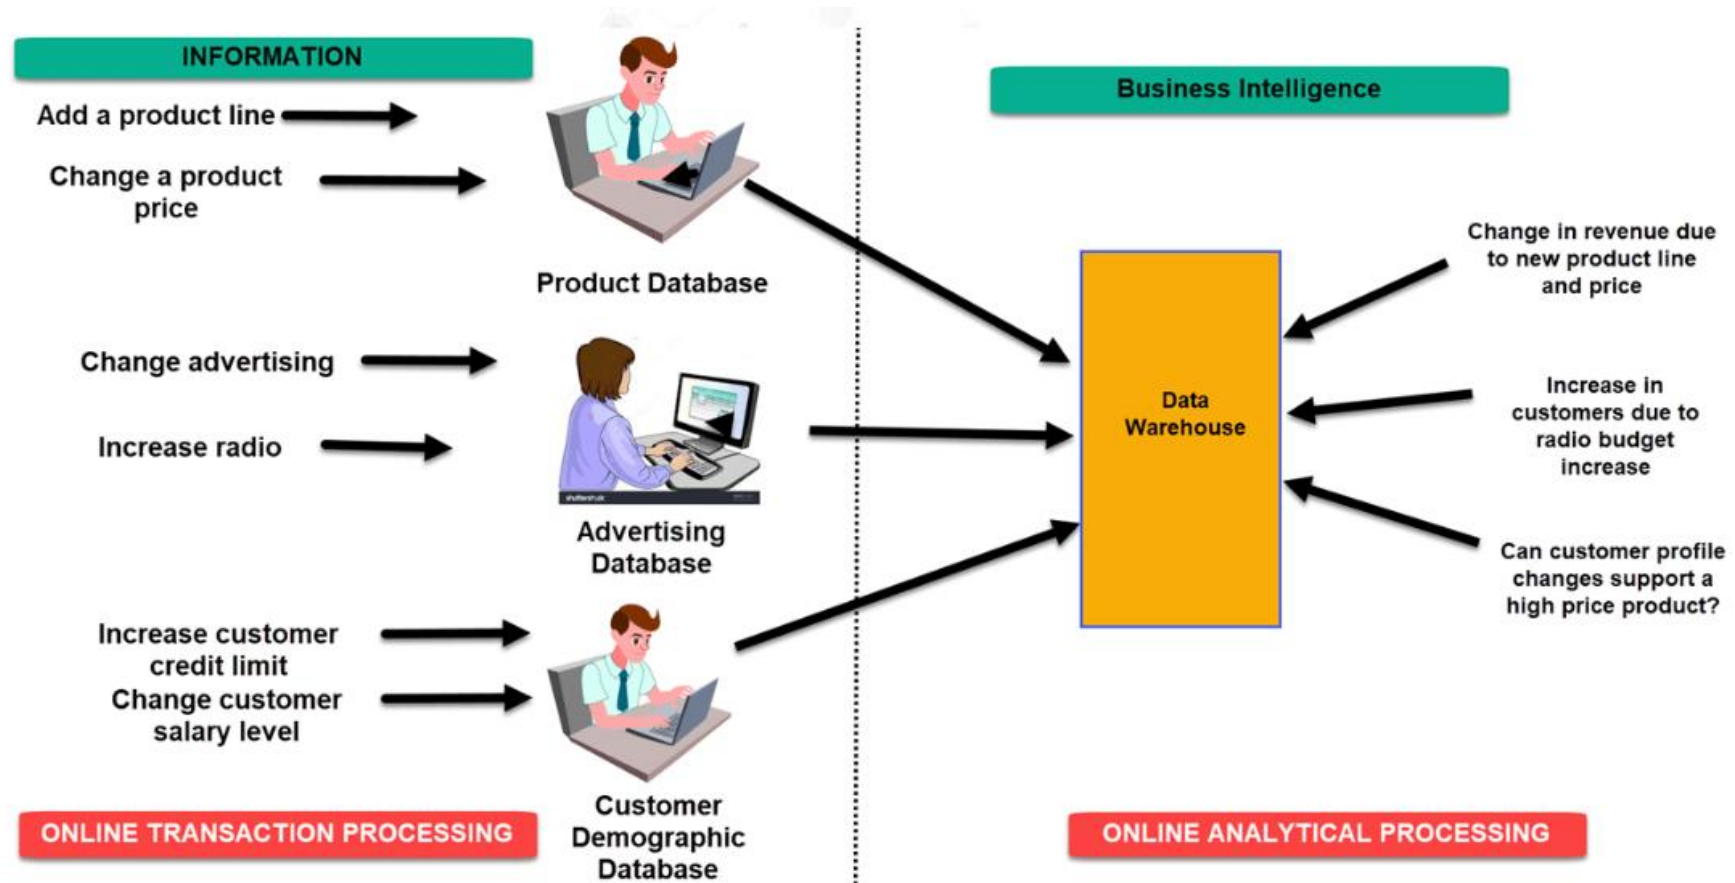 INFORMATION
Add a product line
Change a product
price
Product Database
Change advertising
Increase radio
shutterstock
Advertising
Database
Increase customer
credit limit
Change customer
salary level
Customer
Demographic
Database
ONLINE TRANSACTION PROCESSING
Business Intelligence
Data
Warehouse
Change in revenue due
to new product line
and price
Increase in
customers due to
radio budget
increase
Can customer profile
changes support a
high price product?
ONLINE ANALYTICAL PROCESSING